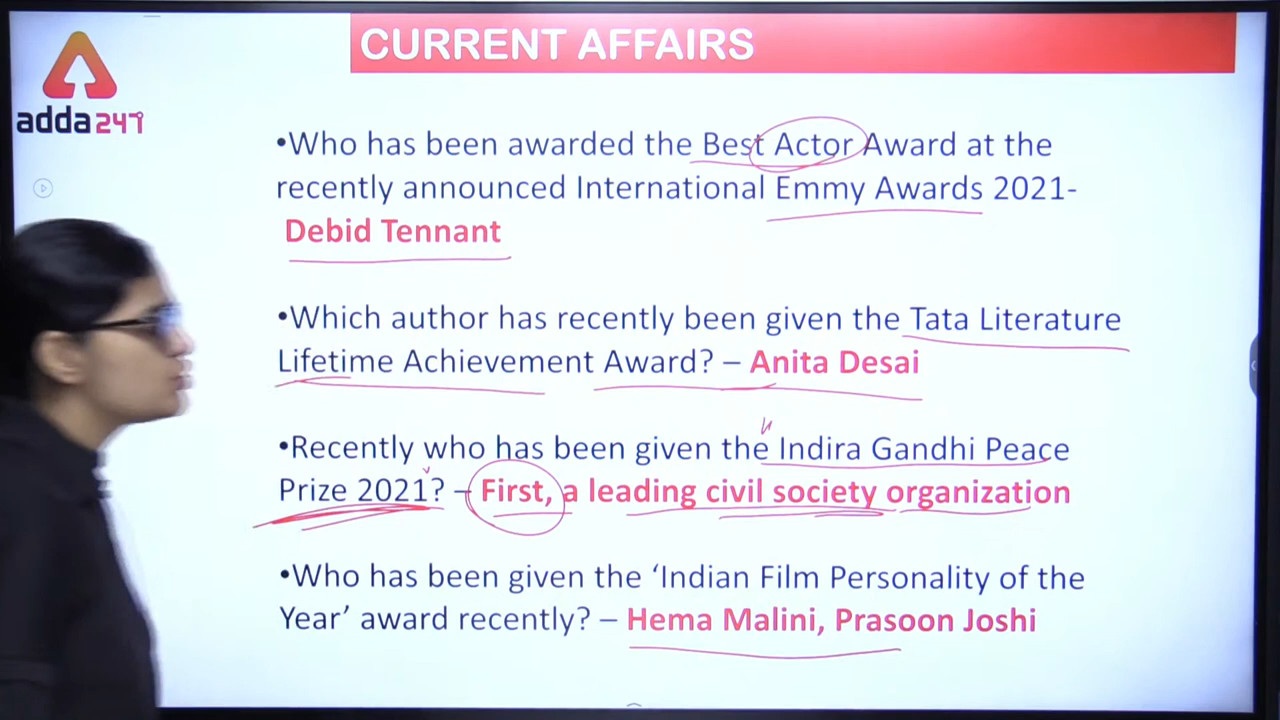 CURRENT AFFAIRS
adda247
•Who has been awarded the Best Actor Award at the
recently announced International Emmy Awards 2021-
Debid Tennant
•Which author has recently been given the Tata Literature
Lifetime Achievement Award? – Anita Desai
•Recently who has been given the Indira Gandhi Peace
Prize 2021? – First, a leading civil society organization
•Who has been given the ‘Indian Film Personality of the
Year’ award recently? – Hema Malini, Prasoon Joshi